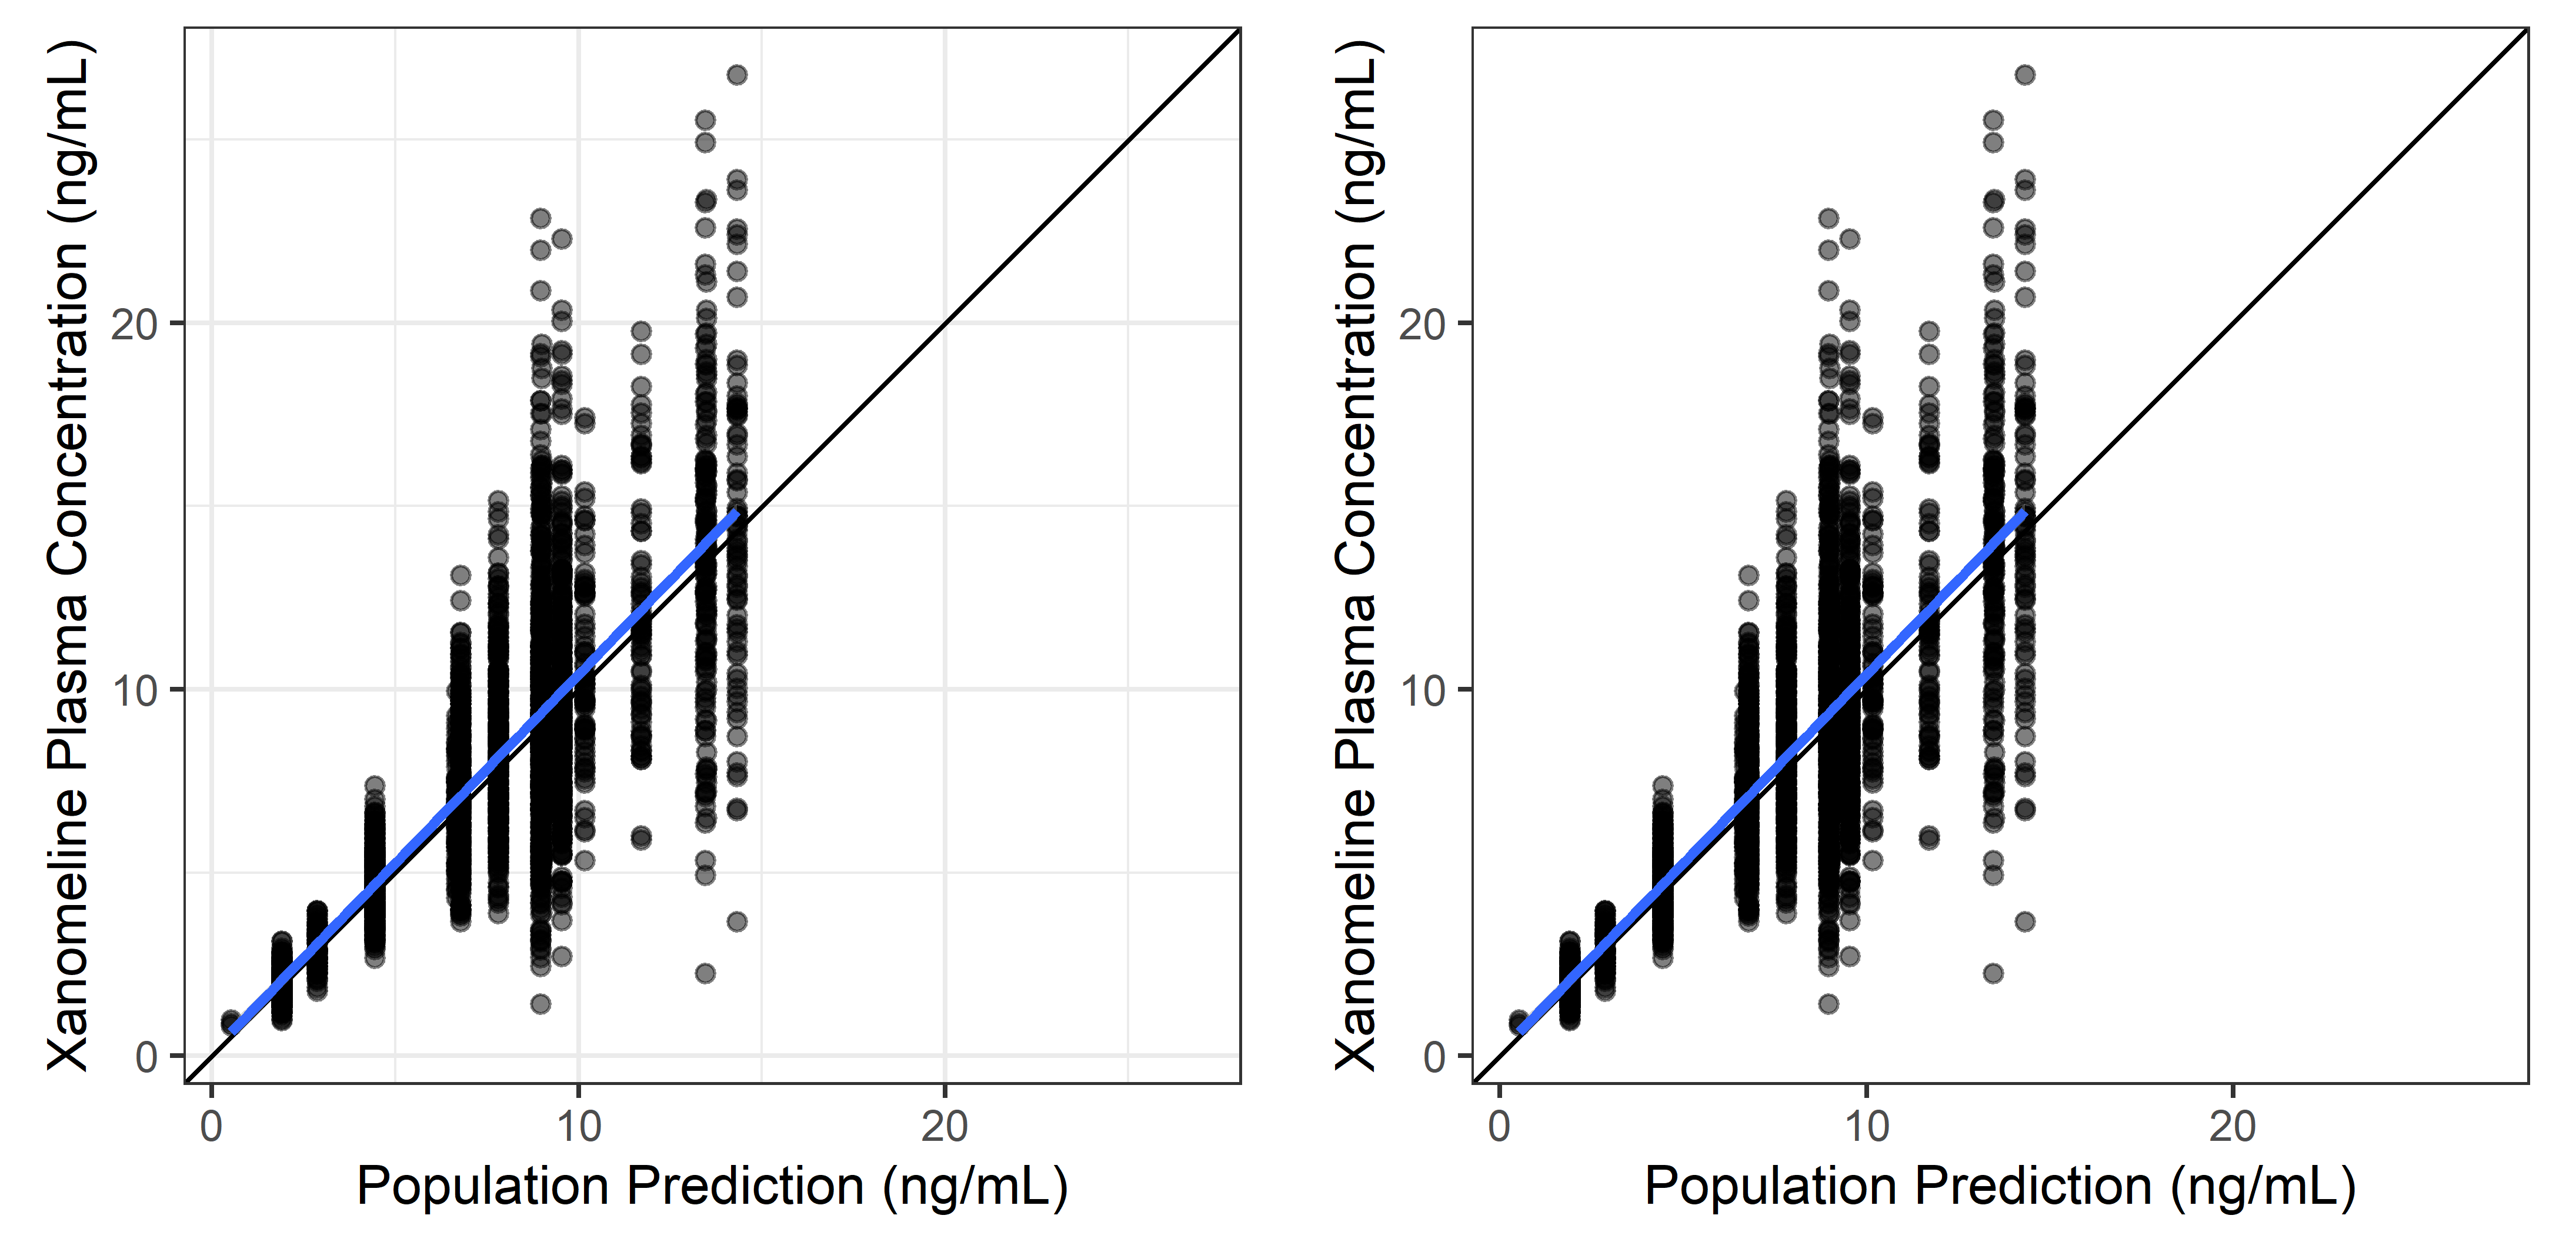 Xanomeline Plasma Concentration (ng/mL)
20
10
0
0 10 20
Population Prediction (ng/mL)
Xanomeline Plasma Concentration (ng/mL)
20
10
0
0 10 20
Population Prediction (ng/mL)